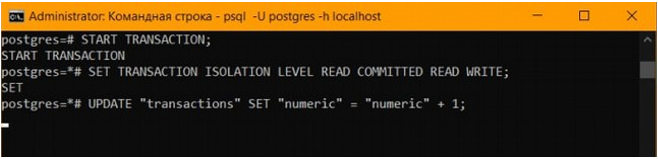 Administrator: Командная строка - psql -U postgres -h localhost
postgres=# START TRANSACTION;
START TRANSACTION
postgres=*# SET TRANSACTION ISOLATION LEVEL READ COMMITTED READ WRITE;
SET
postgres=*# UPDATE "transactions" SET "numeric" = "numeric" + 1;